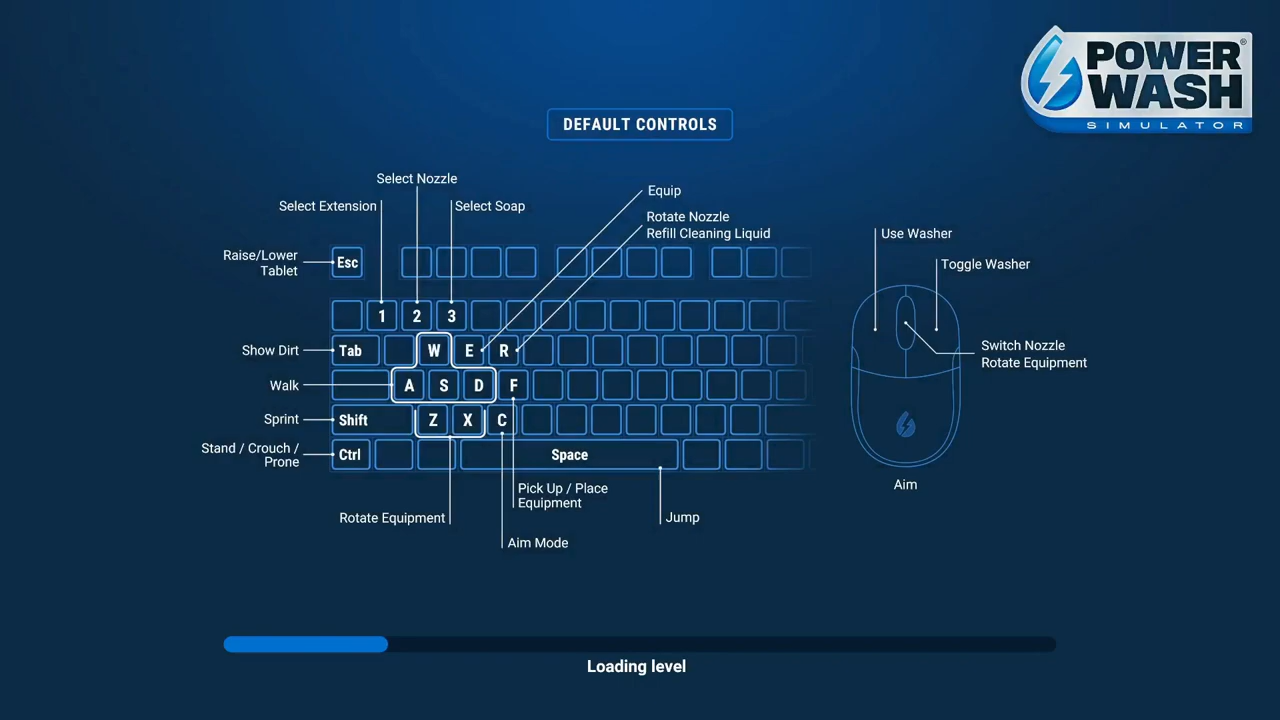 POWER
WASH
SIMULATOR
®
DEFAULT CONTROLS
Select Nozzle
Select Extension
Select Soap
Equip
Rotate Nozzle
Refill Cleaning Liquid
Raise/Lower
Tablet
Esc
1 2 3
Show Dirt
Tab W E R
Walk
A S D F
Sprint
Shift Z X C
Stand / Crouch /
Prone
Ctrl Space
Pick Up / Place
Equipment
Rotate Equipment
Jump
Aim Mode
Use Washer
Toggle Washer
Switch Nozzle
Rotate Equipment
Aim
Loading level